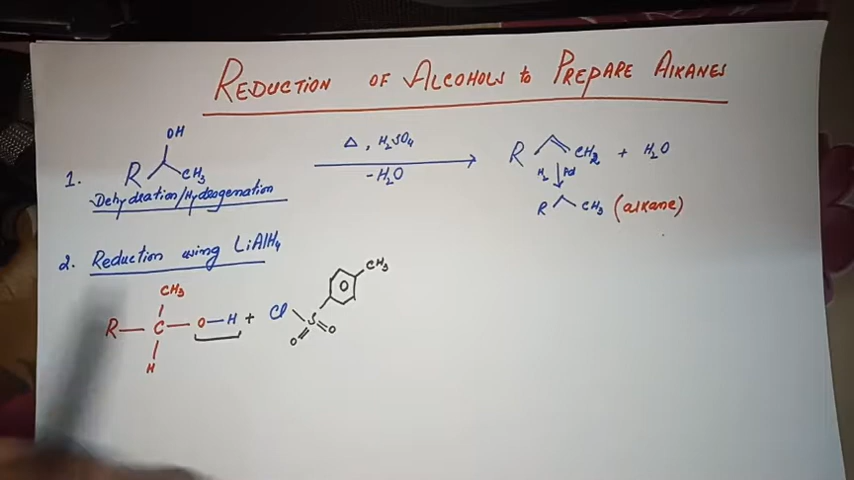 REDUCTION OF ALCOHOLS to PREPARE ALKANES
OH
1. R CH3 Δ, H2SO4 -H2O R CH2 + H2O
Dehydration/Hydrogenation
H2 Pd
R CH3 (alkane)
2. Reduction using LiAlH4
CH3
CH3
R-C-O-H + Cl S
O O
H